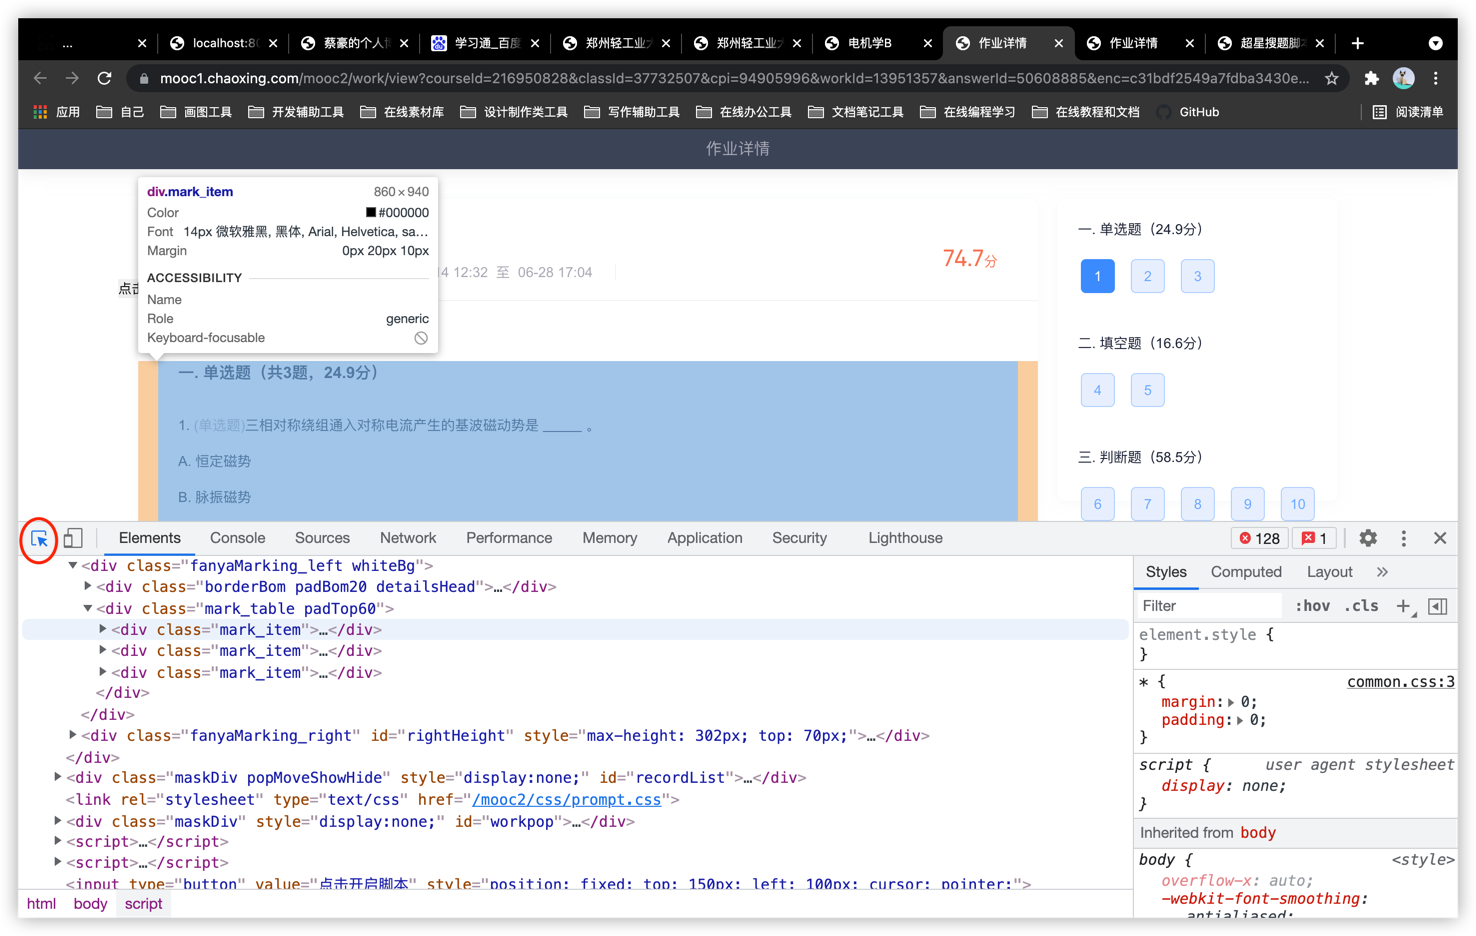 ...
localhost:80
蔡豪的个人博
学习通_百度
郑州轻工业大
郑州轻工业大
电机学B
作业详情
作业详情
超星搜题脚本
mooc1.chaoxing.com/mooc2/work/view?courseId=216950828&classId=37732507&cpi=94905996&workId=13951357&answerId=50608885&enc=c31bdf2549a7fdba3430e...
应用 自己 画图工具 开发辅助工具 在线素材库 设计制作类工具 写作辅助工具 在线办公工具 文档笔记工具 在线编程学习 在线教程和文档 GitHub 阅读清单
作业详情
div.mark_item 860 × 940
Color #000000
Font 14px 微软雅黑, 黑体, Arial, Helvetica, sa…
Margin 0px 20px 10px
ACCESSIBILITY
Name
Role generic
Keyboard-focusable
点击
4 12:32 至 06-28 17:04
74.7分
一. 单选题（共3题，24.9分）
1. (单选题)三相对称绕组通入对称电流产生的基波磁动势是 ______ 。
A. 恒定磁势
B. 脉振磁势
一. 单选题（24.9分）
1 2 3
二. 填空题（16.6分）
4 5
三. 判断题（58.5分）
6 7 8 9 10
Elements Console Sources Network Performance Memory Application Security Lighthouse 128 1
<div class="fanyaMarking_left whiteBg">
<div class="borderBom padBom20 detailsHead">…</div>
<div class="mark_table padTop60">
<div class="mark_item">…</div>
<div class="mark_item">…</div>
<div class="mark_item">…</div>
</div>
</div>
<div class="fanyaMarking_right" id="rightHeight" style="max-height: 302px; top: 70px;">…</div>
</div>
<div class="maskDiv popMoveShowHide" style="display:none;" id="recordList">…</div>
<link rel="stylesheet" type="text/css" href="/mooc2/css/prompt.css">
<div class="maskDiv" style="display:none;" id="workpop">…</div>
<script>…</script>
<script>…</script>
<input type="button" value="点击开启脚本" style="position: fixed; top: 150px; left: 100px; cursor: pointer;">
html body script
Styles Computed Layout »
Filter :hov .cls +
element.style {
}
* { common.css:3
margin: 0;
padding: 0;
}
script { user agent stylesheet
display: none;
}
Inherited from body
body { <style>
overflow-x: auto;
-webkit-font-smoothing:
antialiased;